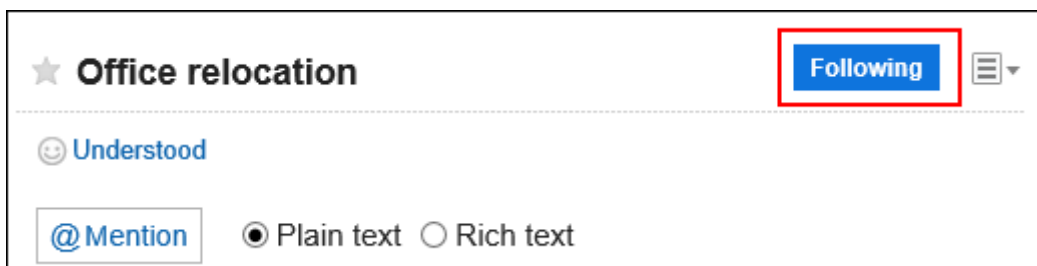 Office relocation Following
Understood
@Mention Plain text Rich text